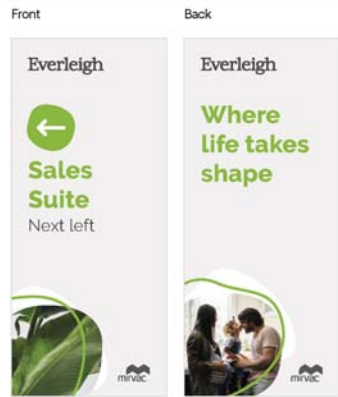 Front
Everleigh
Sales
Suite
Next left
mirvac
Back
Everleigh
Where
life takes
shape
mirvac